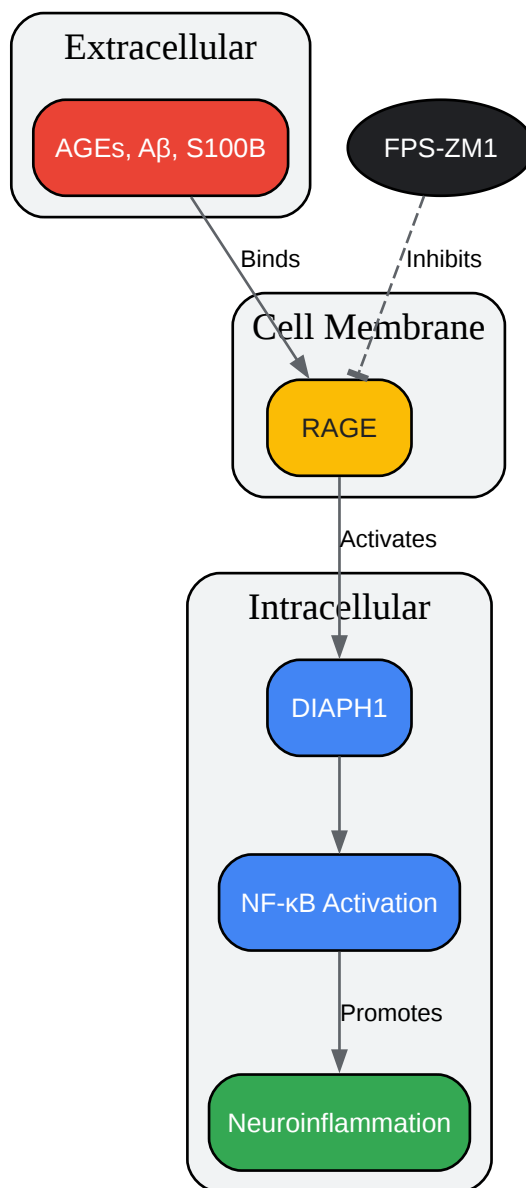 Extracellular
AGEs, Aβ, S100B
FPS-ZM1
Binds
Inhibits
Cell Membrane
RAGE
Activates
Intracellular
DIAPH1
NF-κB Activation
Promotes
Neuroinflammation